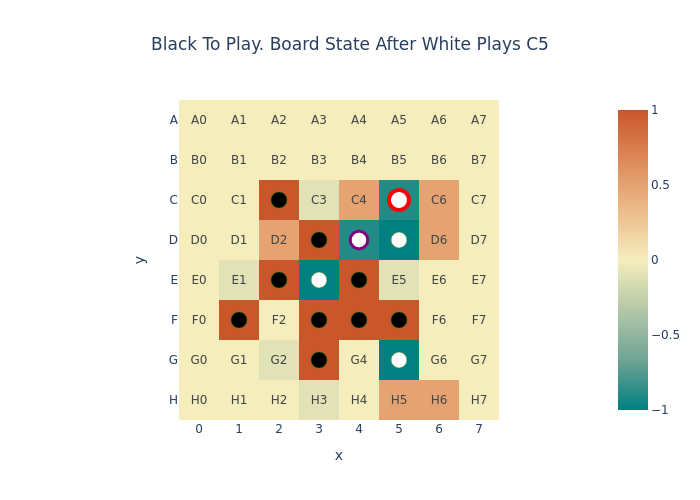 Black To Play. Board State After White Plays C5
A A0 A1 A2 A3 A4 A5 A6 A7
B B0 B1 B2 B3 B4 B5 B6 B7
C C0 C1 C3 C4 C6 C7
D D0 D1 D2 D6 D7
E E0 E1 E5 E6 E7
F F0 F2 F6 F7
G G0 G1 G2 G4 G6 G7
H H0 H1 H2 H3 H4 H5 H6 H7
0 1 2 3 4 5 6 7
x
y
1
0.5
0
−0.5
−1